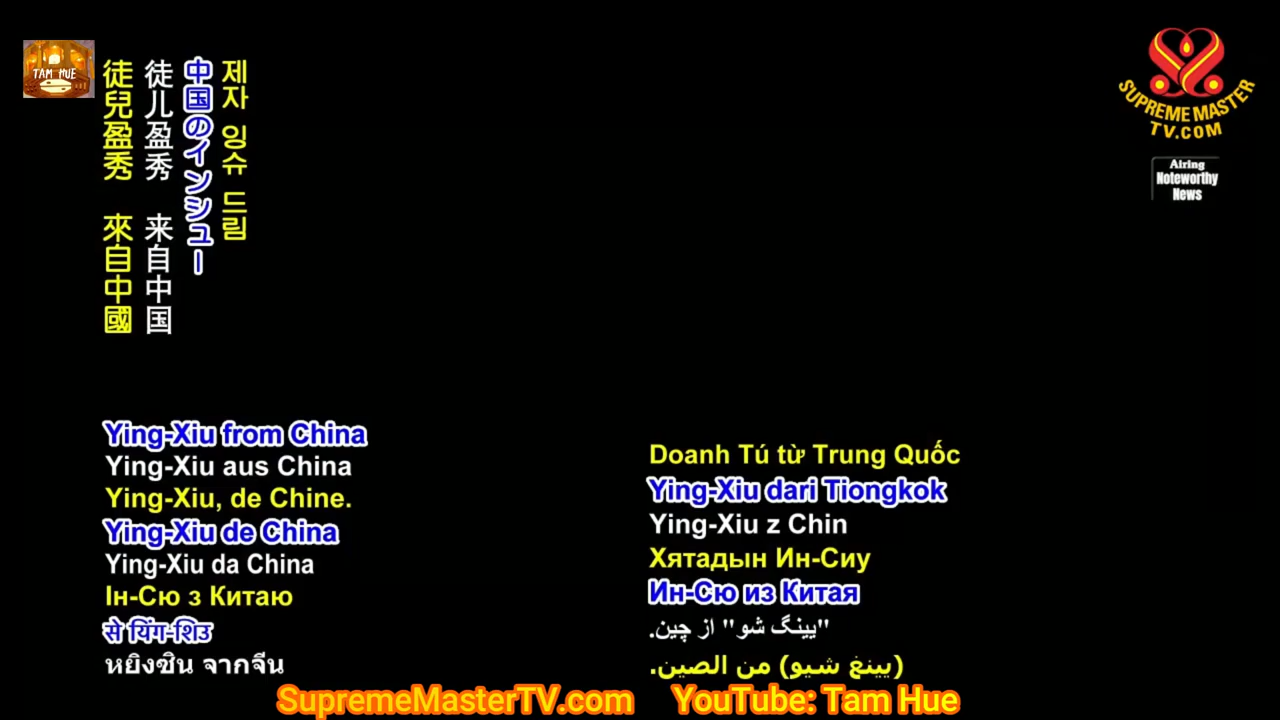 TAM HUE
徒兒盈秀 來自中國
徒儿盈秀 来自中国
中国のインシュー
제자 잉슈 드림
SUPREME MASTER
TV.COM
Airing
Noteworthy
News
Ying-Xiu from China
Ying-Xiu aus China
Ying-Xiu, de Chine.
Ying-Xiu de China
Ying-Xiu da China
Ін-Сю з Китаю
से यिंग-शिउ
หยิงซิน จากจีน
Doanh Tú từ Trung Quốc
Ying-Xiu dari Tiongkok
Ying-Xiu z Chin
Хятадын Ин-Сиу
Ин-Сю из Китая
"یینگ شو" از چین.
(يينغ شيو) من الصين.
SupremeMasterTV.com YouTube: Tam Hue